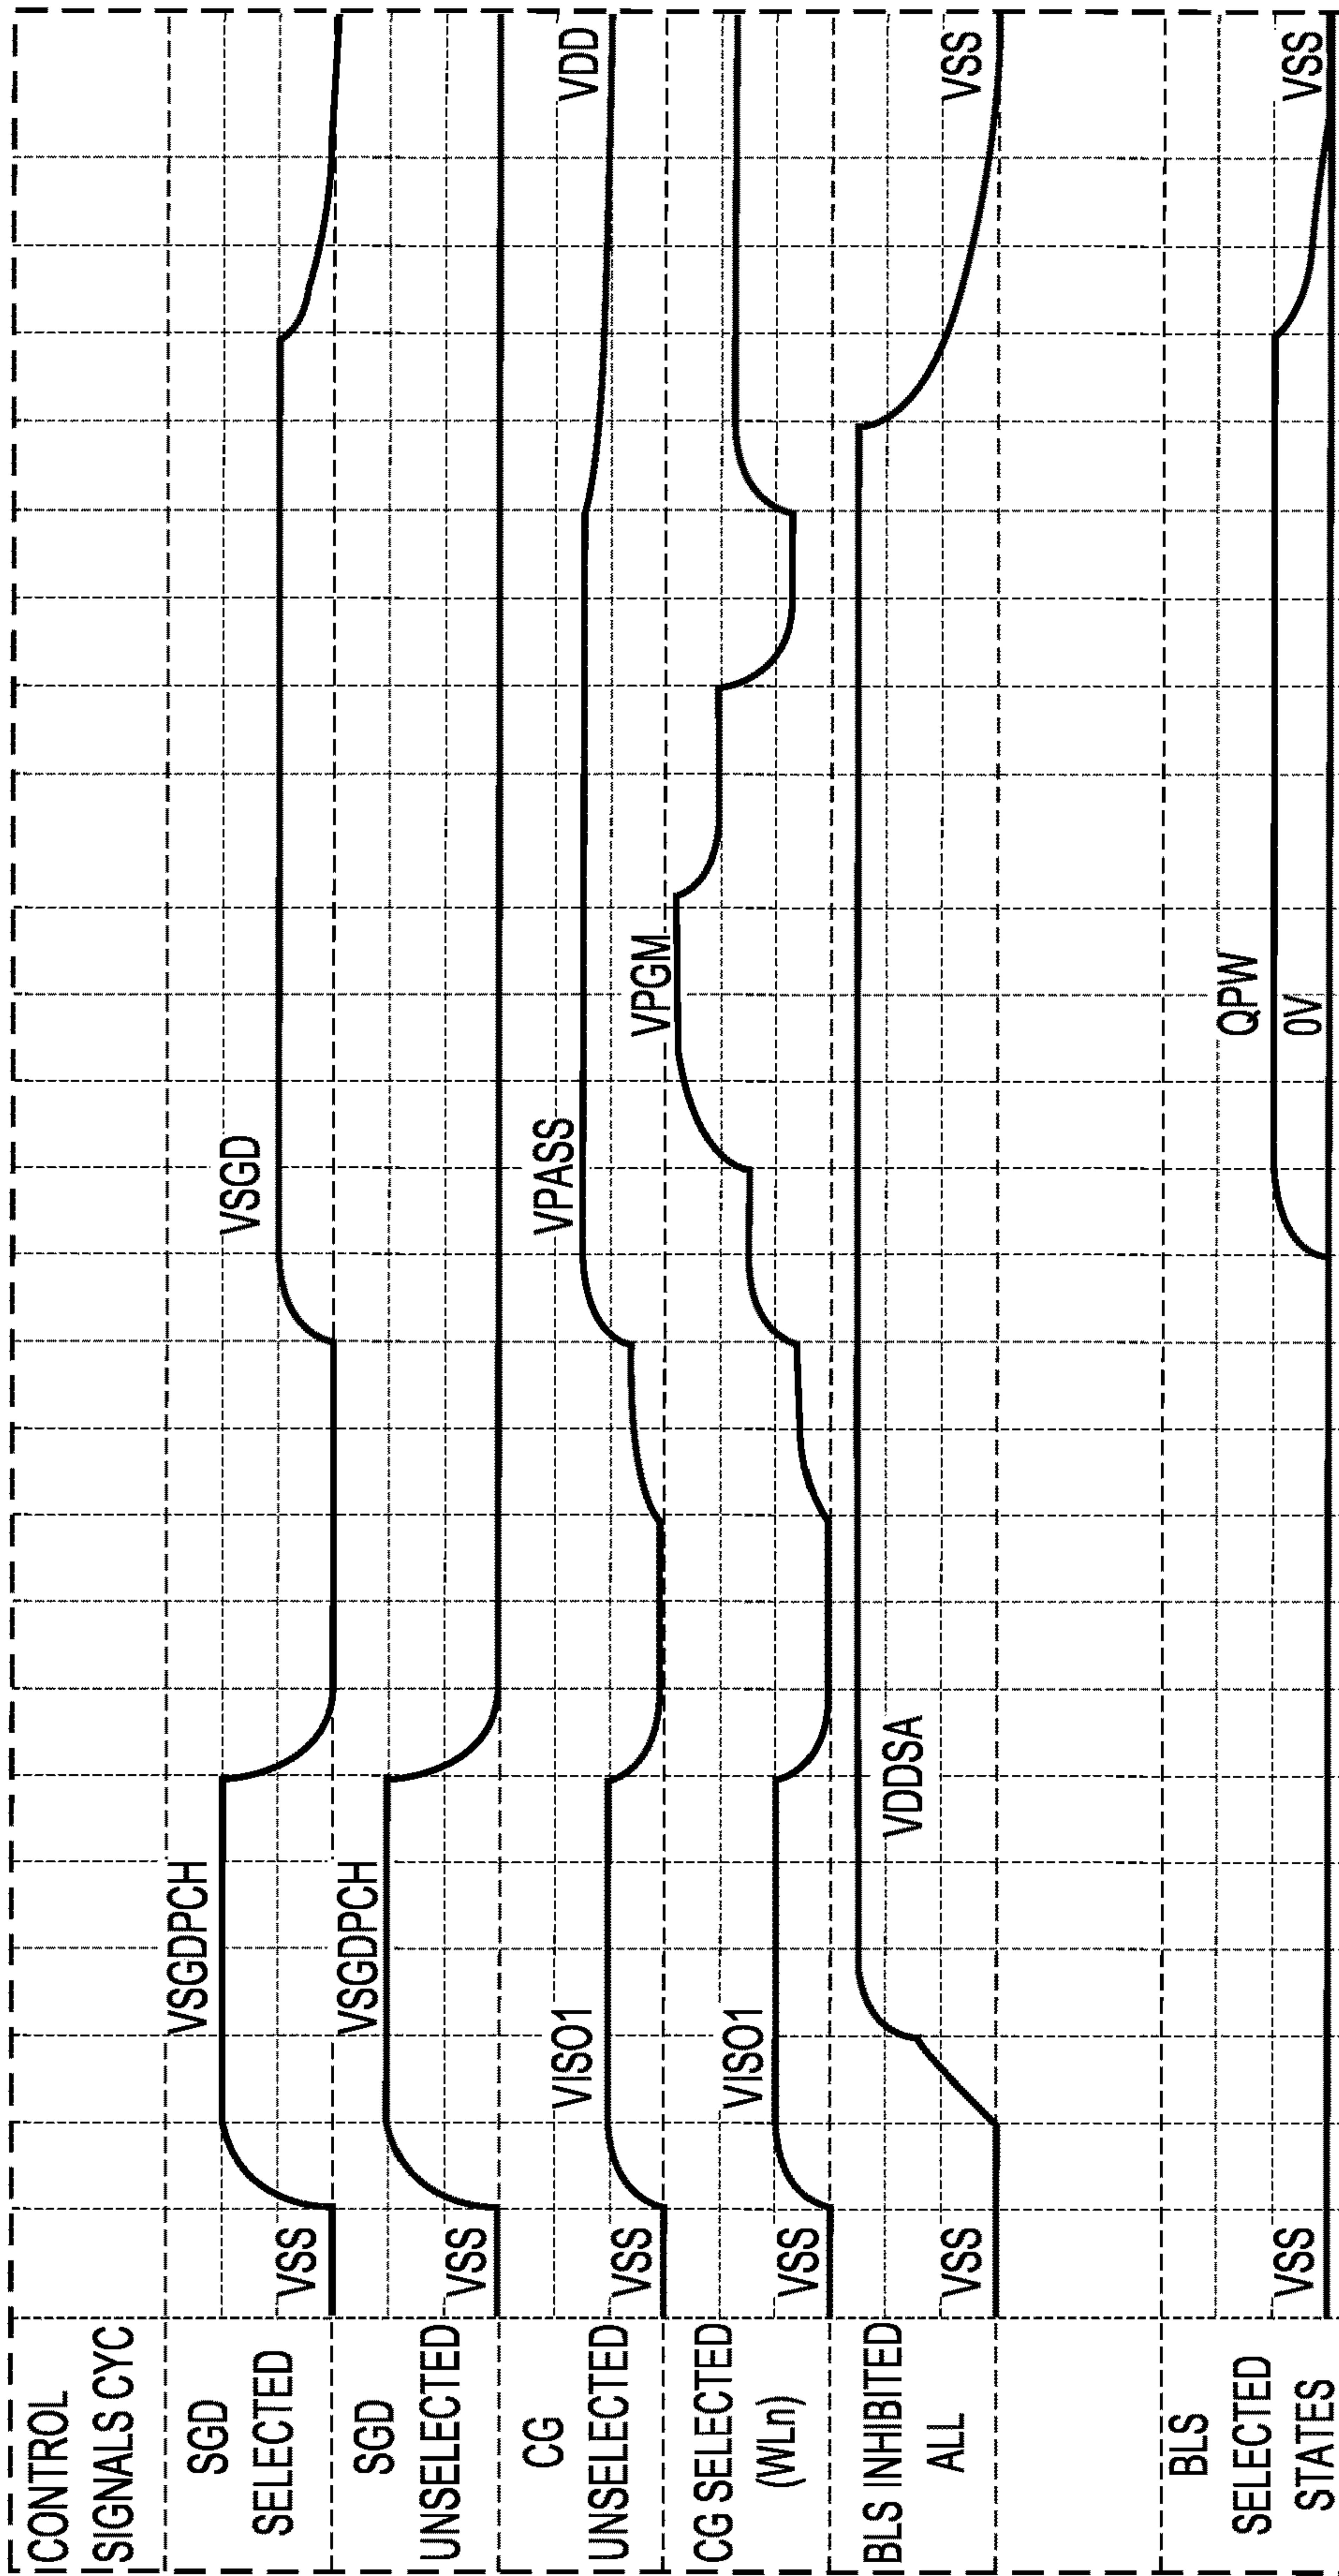 CONTROL
SIGNALS CYC
SGD
SELECTED
VSS
VSGDPCH
VSGD
SGD
UNSELECTED
VSS
VSGDPCH
CG
UNSELECTED
VSS
VISO1
VPASS
VDD
CG SELECTED
(WLn)
VSS
VISO1
VPGM
BLS INHIBITED
ALL
VSS
VDDSA
VSS
BLS
SELECTED
STATES
VSS
QPW
0V
VSS